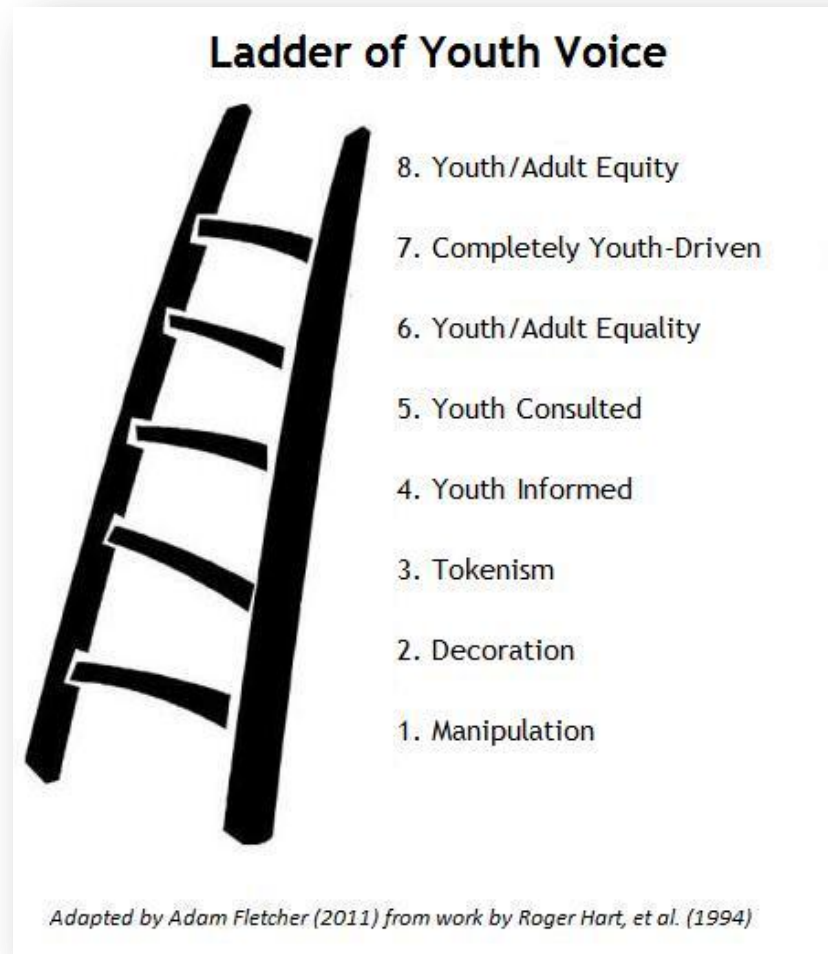 Ladder of Youth Voice
8. Youth/Adult Equity
7. Completely Youth-Driven
6. Youth/Adult Equality
5. Youth Consulted
4. Youth Informed
3. Tokenism
2. Decoration
1. Manipulation
Adapted by Adam Fletcher (2011) from work by Roger Hart, et al. (1994)